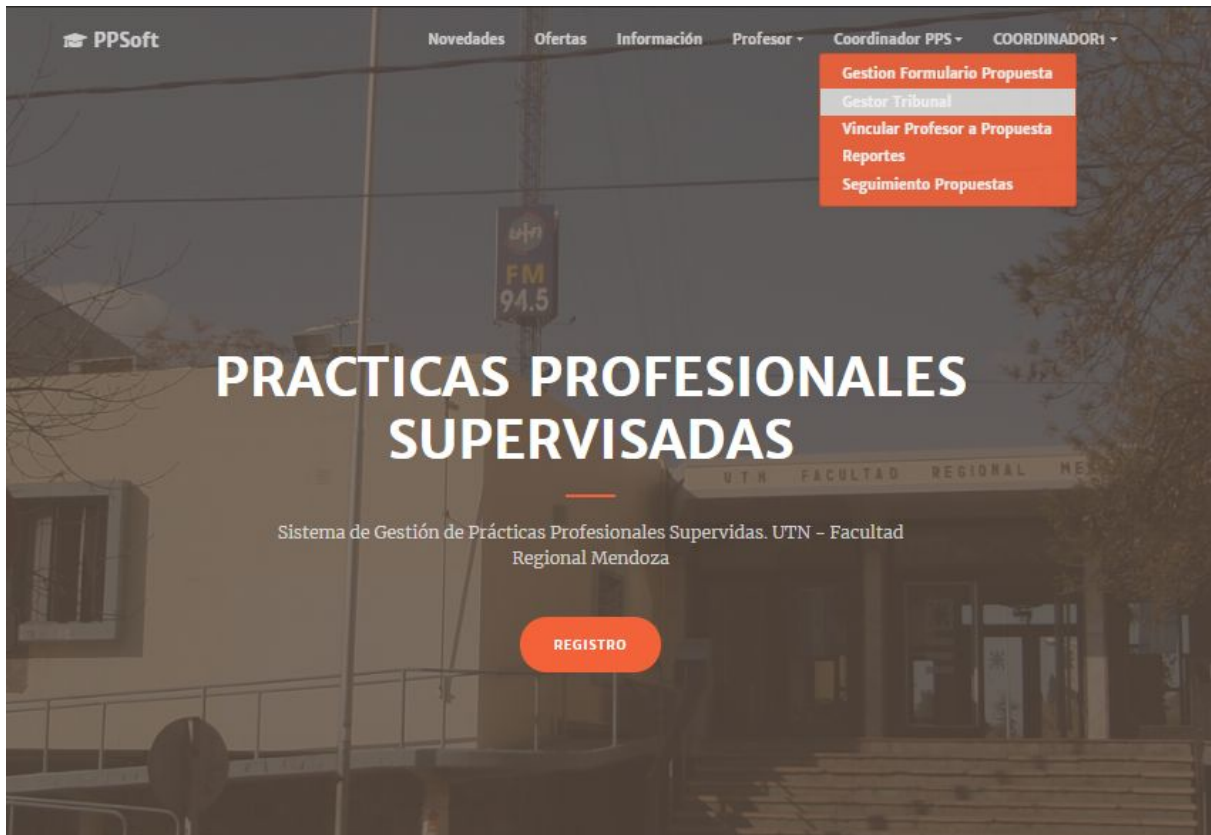 PPSoft
Novedades Ofertas Información Profesor Coordinador PPS COORDINADOR1
Gestion Formulario Propuesta
Gestor Tribunal
Vincular Profesor a Propuesta
Reportes
Seguimiento Propuestas
utn
FM
94.5
PRACTICAS PROFESIONALES
SUPERVISADAS
UTN FACULTAD REGIONAL
Sistema de Gestión de Prácticas Profesionales Supervidas. UTN – Facultad
Regional Mendoza
REGISTRO